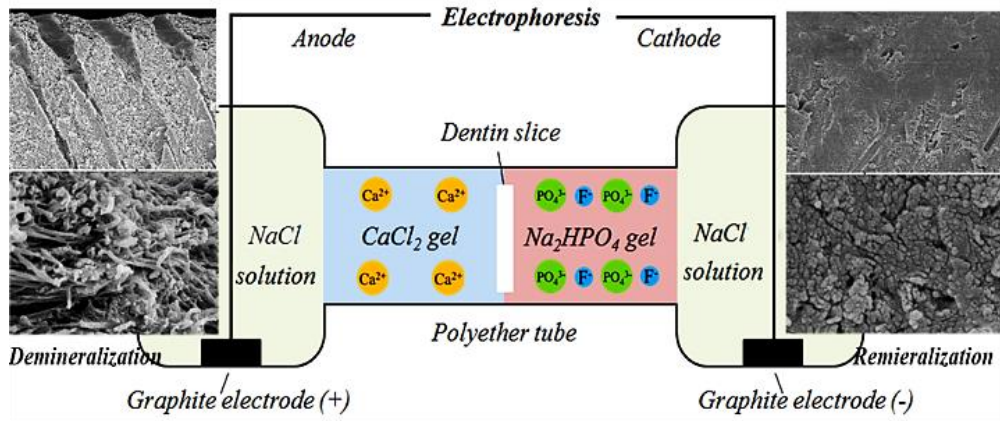 Electrophoresis
Anode
Cathode
Dentin slice
Ca²⁺ Ca²⁺
PO₄³⁻ F⁻ PO₄³⁻ F⁻
NaCl
solution
CaCl₂ gel
Na₂HPO₄ gel
NaCl
solution
Ca²⁺ Ca²⁺
PO₄³⁻ F⁻ PO₄³⁻ F⁻
Polyether tube
Demineralization
Remieralization
Graphite electrode (+)
Graphite electrode (-)